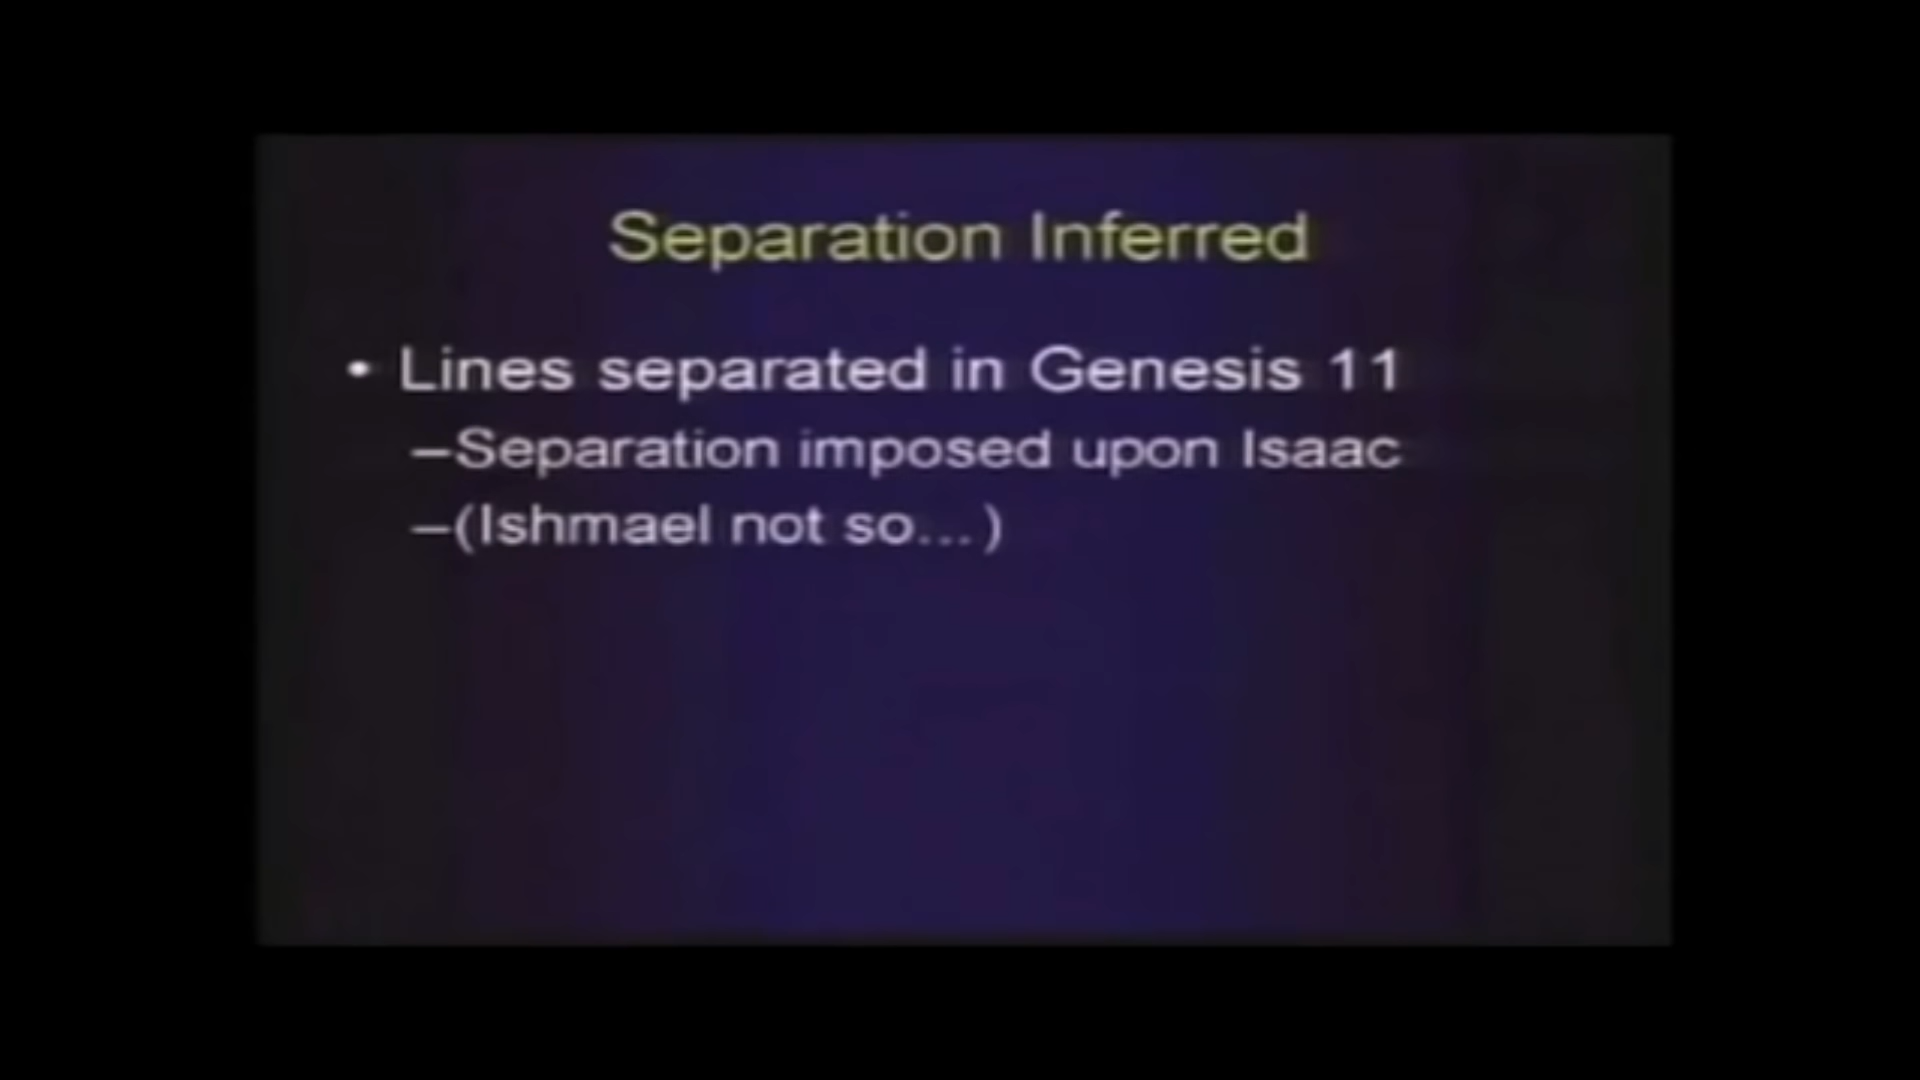 Separation Inferred
• Lines separated in Genesis 11
–Separation imposed upon Isaac
–(Ishmael not so...)